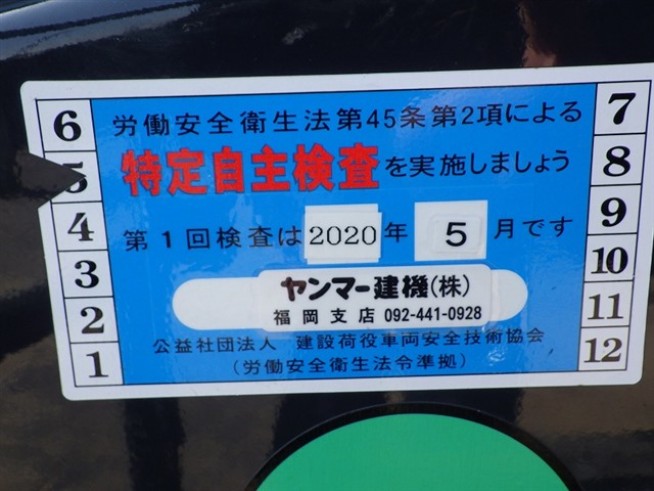 労働安全衛生法第45条第2項による
特定自主検査を実施しましょう
第1回検査は2020年 5 月です
ヤンマー建機(株)
福岡支店 092-441-0928
公益社団法人 建設荷役車両安全技術協会
(労働安全衛生法令準拠)
6
5
4
3
2
1
7
8
9
10
11
12